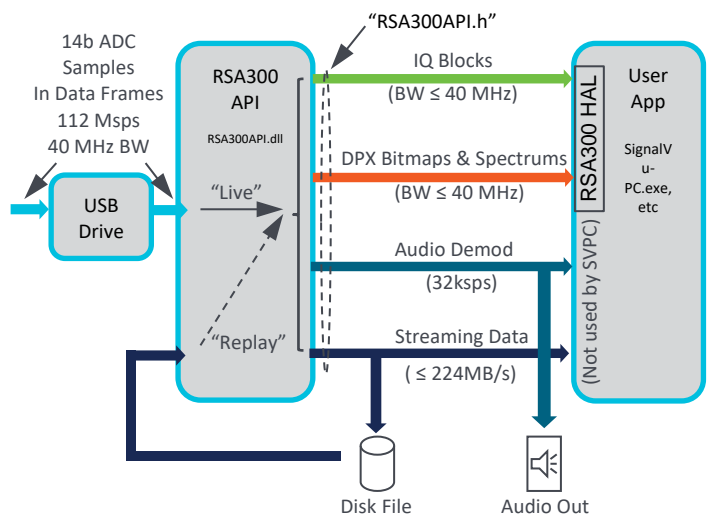 “RSA300API.h”
14b ADC
Samples
In Data Frames
112 Msps
40 MHz BW
USB
Drive
RSA300
API
RSA300API.dll
“Live”
“Replay”
IQ Blocks
(BW ≤ 40 MHz)
DPX Bitmaps & Spectrums
(BW ≤ 40 MHz)
Audio Demod
(32ksps)
Streaming Data
( ≤ 224MB/s)
RSA300 HAL
(Not used by SVPC)
User
App
SignalV
u-
PC.exe,
etc
Disk File
Audio Out